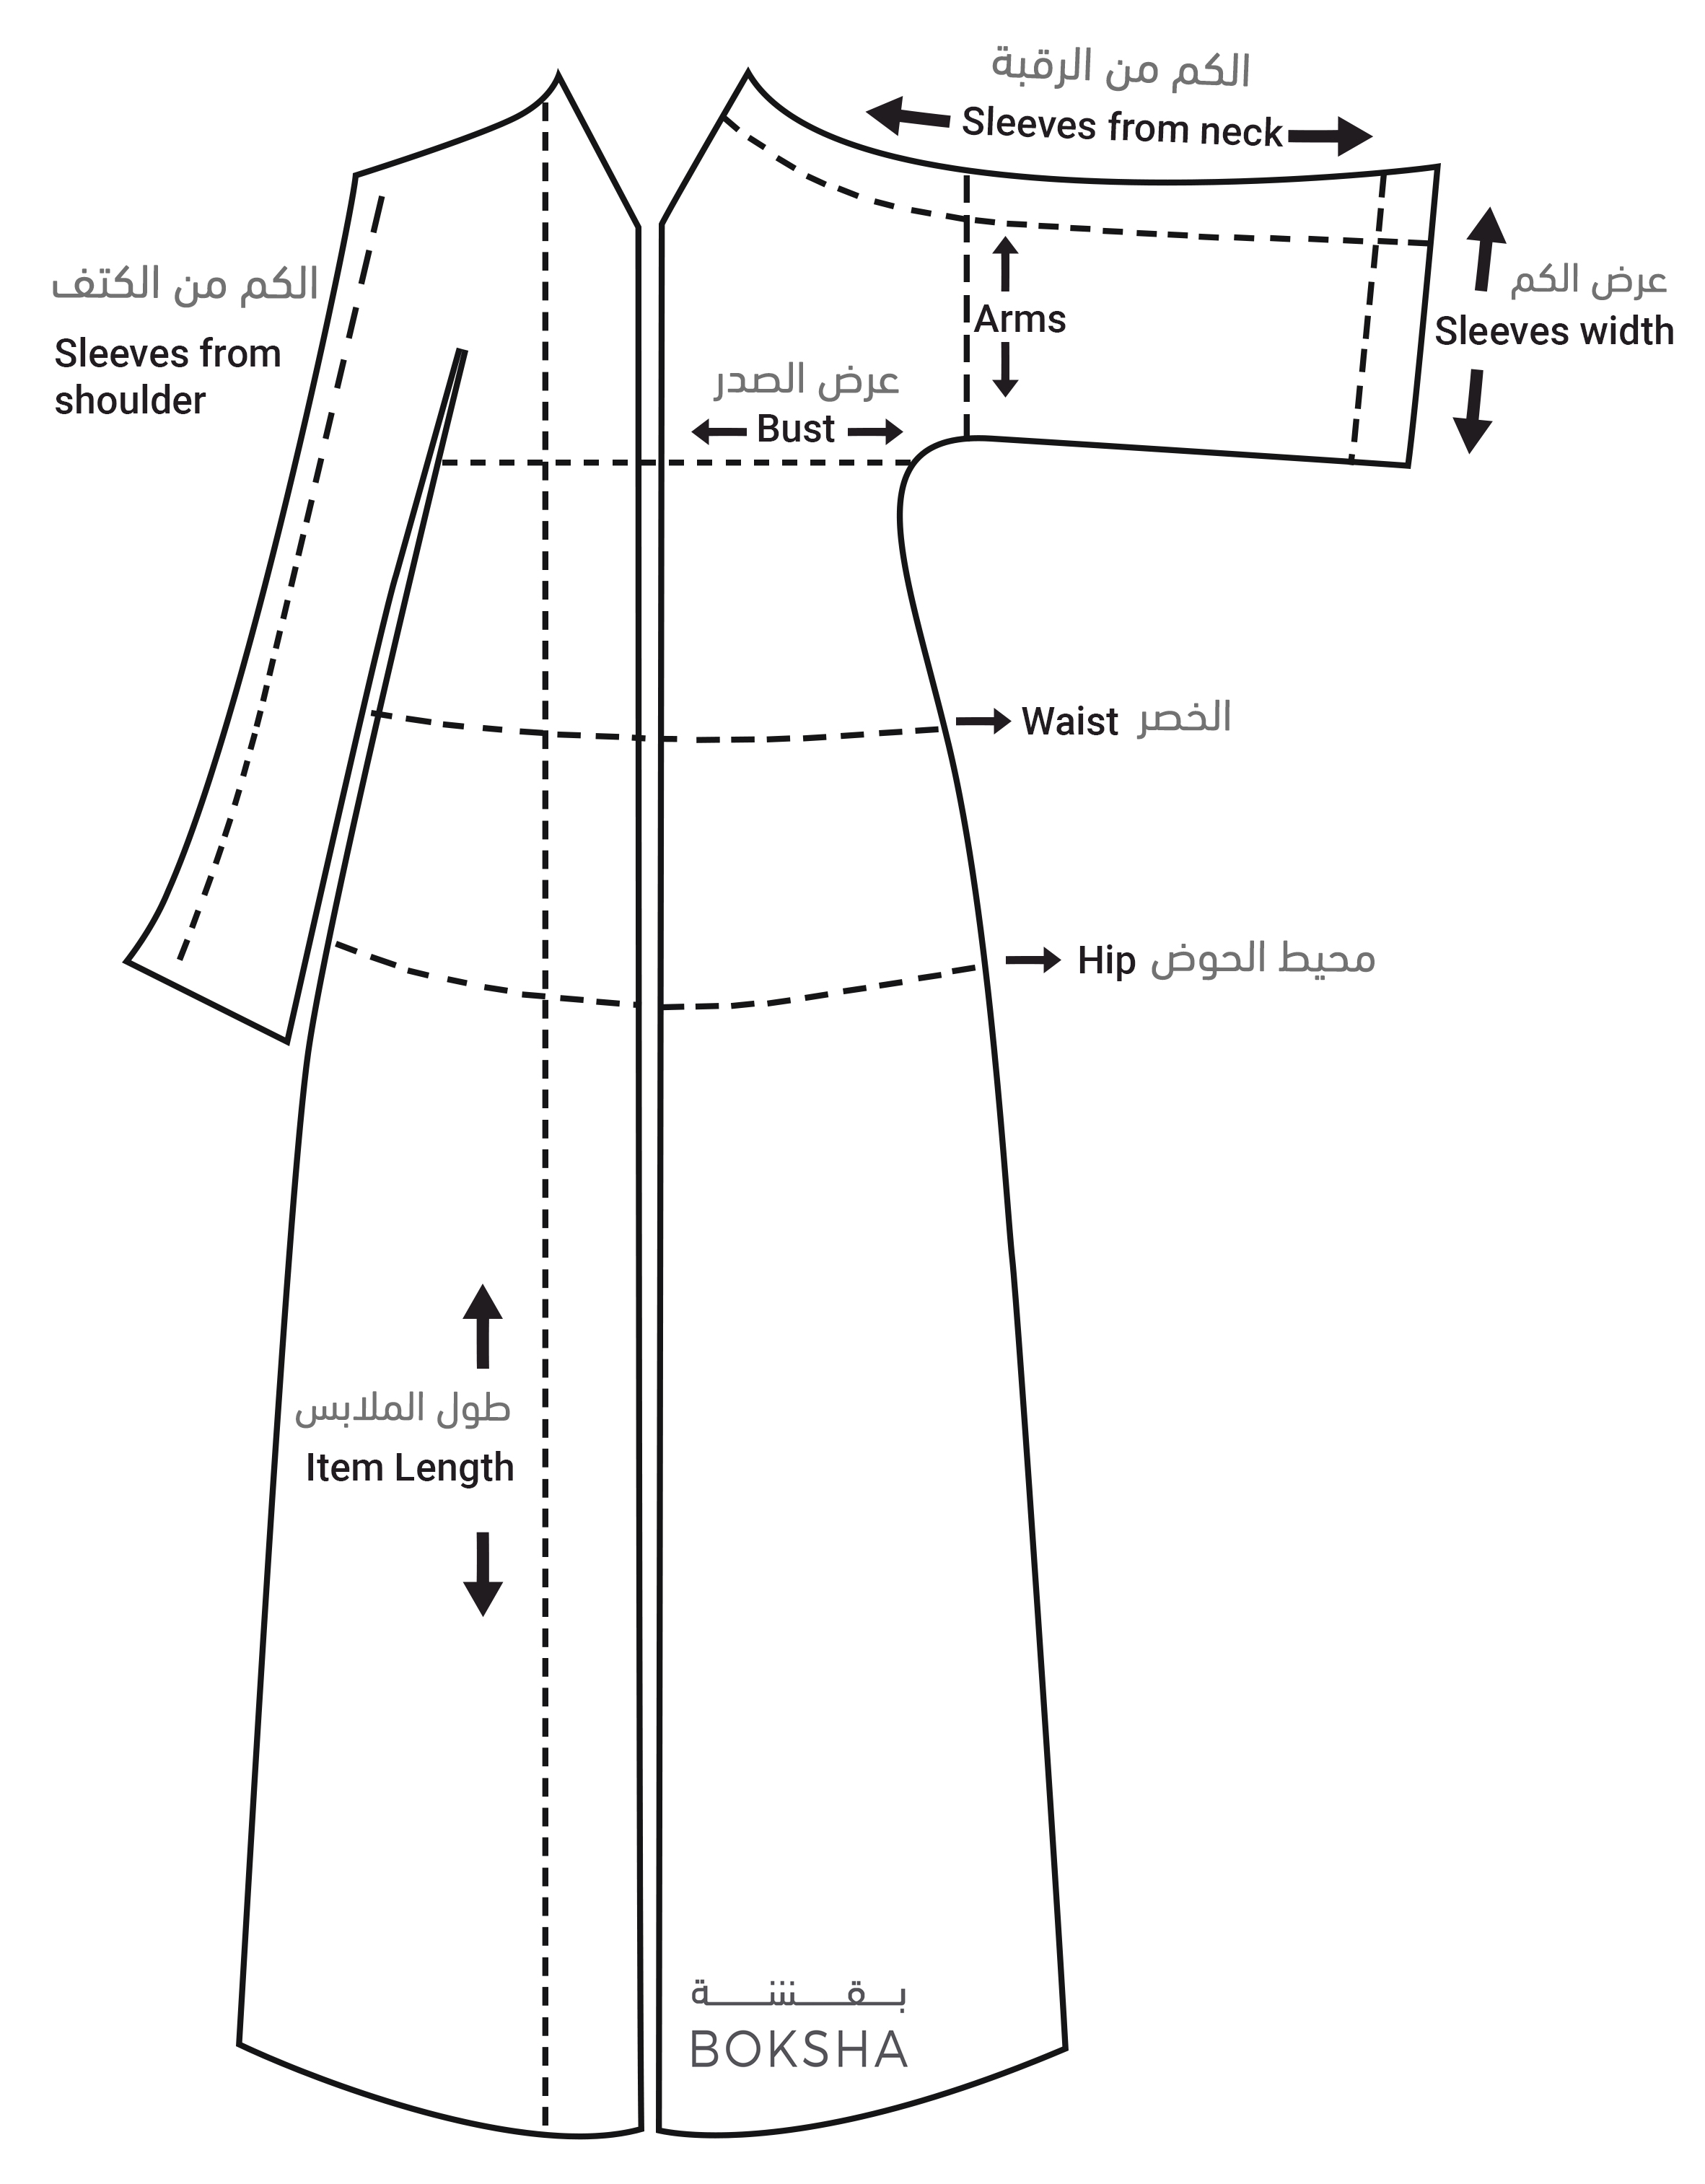 الكم من الرقبة
Sleeves from neck
الكم من الكتف
Sleeves from
shoulder
عرض الكم
Sleeves width
Arms
عرض الصدر
Bust
Waist الخصر
Hip محيط الحوض
طول الملابس
Item Length
بقشة
BOKSHA